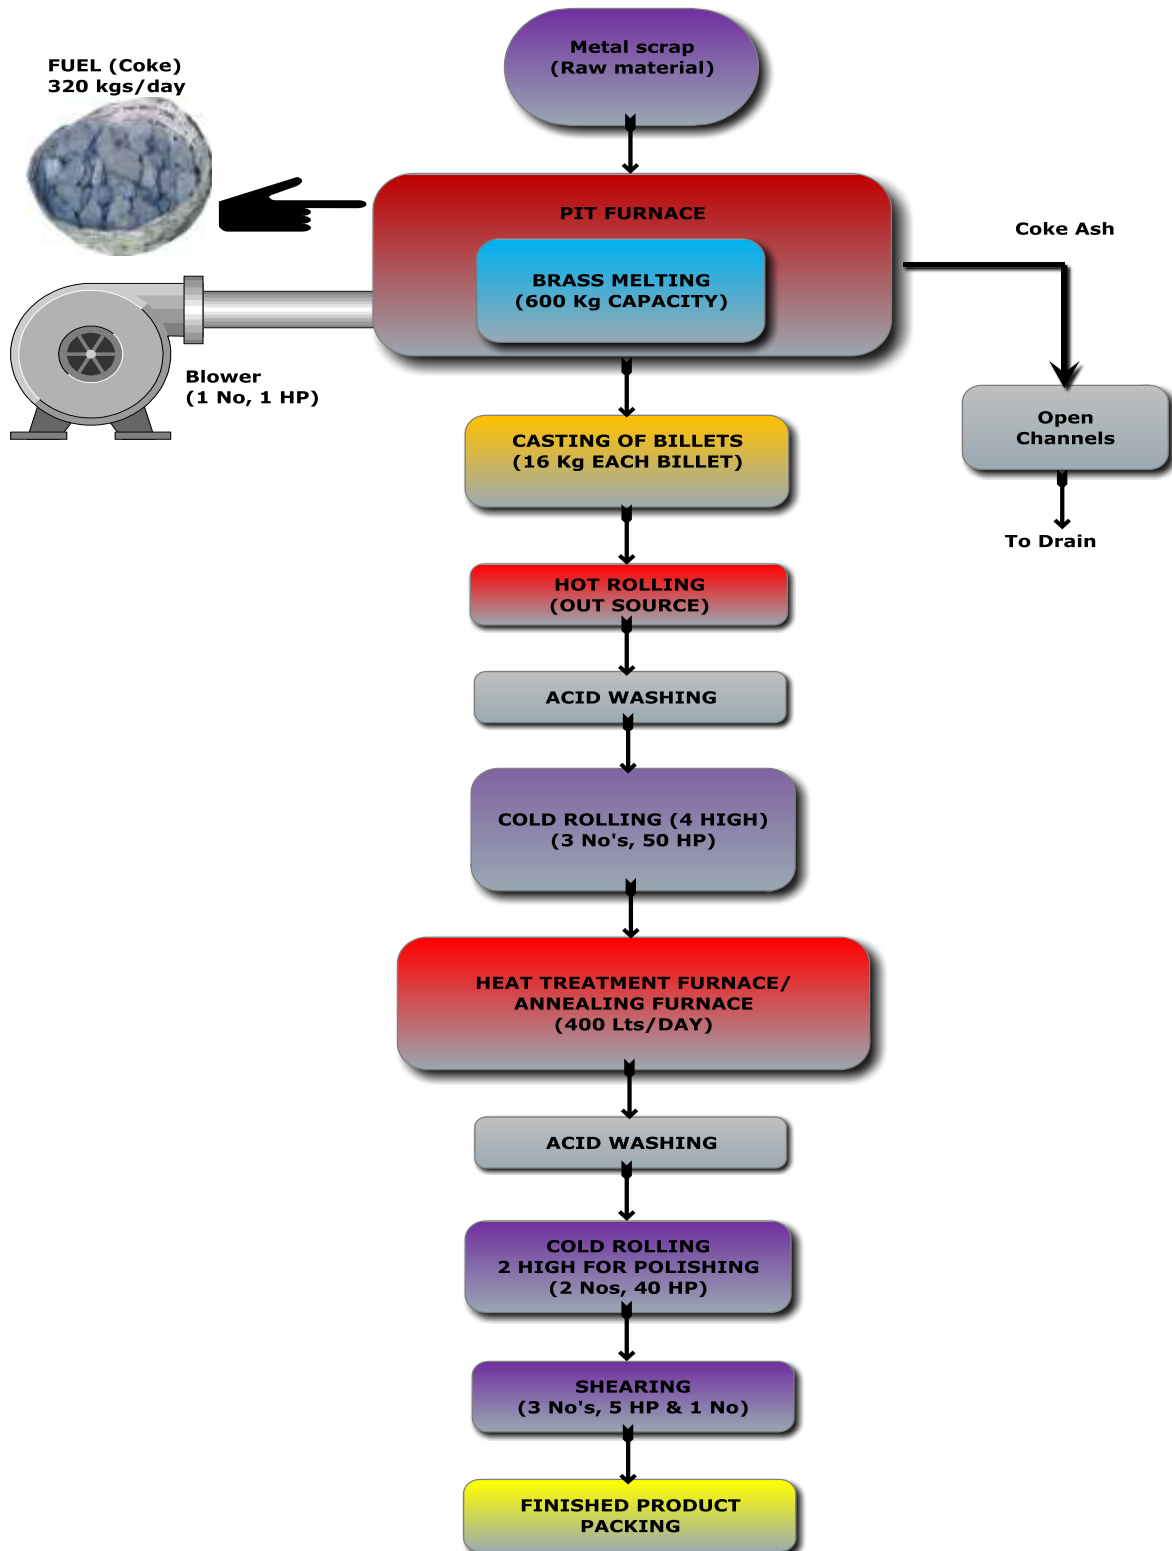 Metal scrap
(Raw material)
FUEL (Coke)
320 kgs/day
PIT FURNACE
BRASS MELTING
(600 Kg CAPACITY)
Coke Ash
Blower
(1 No, 1 HP)
Open
Channels
To Drain
CASTING OF BILLETS
(16 Kg EACH BILLET)
HOT ROLLING
(OUT SOURCE)
ACID WASHING
COLD ROLLING (4 HIGH)
(3 No's, 50 HP)
HEAT TREATMENT FURNACE/
ANNEALING FURNACE
(400 Lts/DAY)
ACID WASHING
COLD ROLLING
2 HIGH FOR POLISHING
(2 Nos, 40 HP)
SHEARING
(3 No's, 5 HP & 1 No)
FINISHED PRODUCT
PACKING